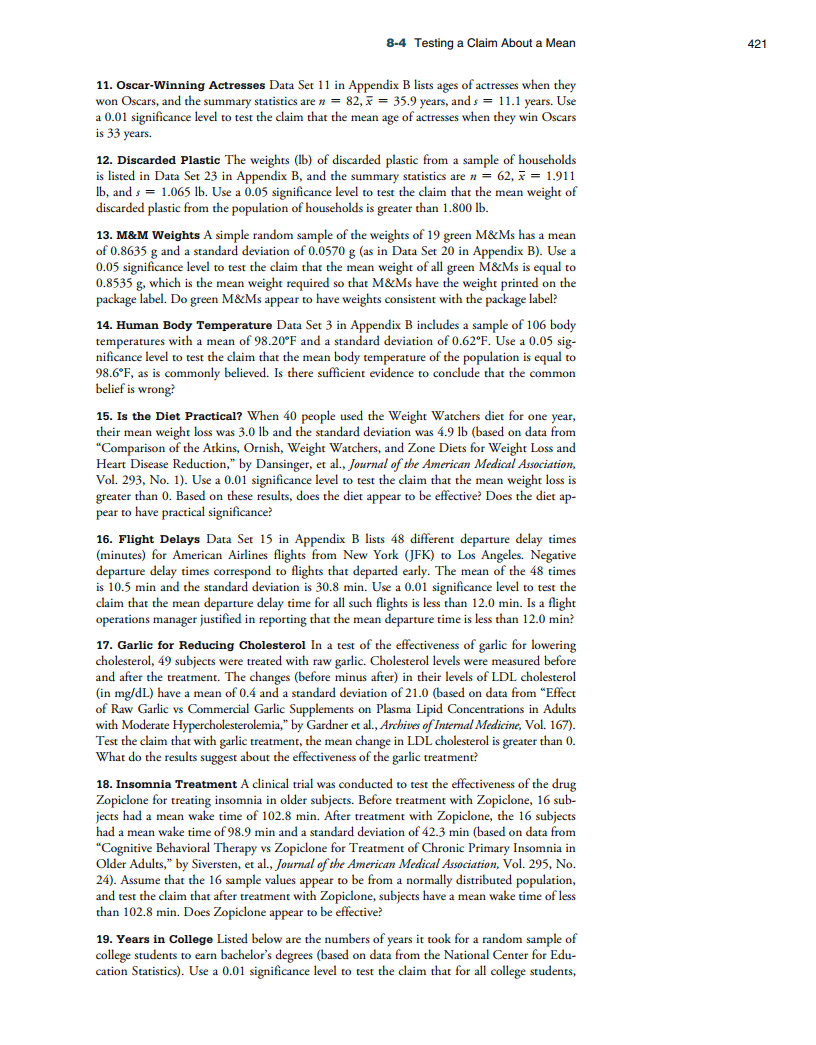 8-4 Testing a Claim About a Mean 421
11. Oscar-Winning Actresses Data Set 11 in Appendix B lists ages of actresses when they
won Oscars, and the summary statistics are n = 82, x̄ = 35.9 years, and s = 11.1 years. Use
a 0.01 significance level to test the claim that the mean age of actresses when they win Oscars
is 33 years.
12. Discarded Plastic The weights (lb) of discarded plastic from a sample of households
is listed in Data Set 23 in Appendix B, and the summary statistics are n = 62, x̄ = 1.911
lb, and s = 1.065 lb. Use a 0.05 significance level to test the claim that the mean weight of
discarded plastic from the population of households is greater than 1.800 lb.
13. M&M Weights A simple random sample of the weights of 19 green M&Ms has a mean
of 0.8635 g and a standard deviation of 0.0570 g (as in Data Set 20 in Appendix B). Use a
0.05 significance level to test the claim that the mean weight of all green M&Ms is equal to
0.8535 g, which is the mean weight required so that M&Ms have the weight printed on the
package label. Do green M&Ms appear to have weights consistent with the package label?
14. Human Body Temperature Data Set 3 in Appendix B includes a sample of 106 body
temperatures with a mean of 98.20°F and a standard deviation of 0.62°F. Use a 0.05 sig-
nificance level to test the claim that the mean body temperature of the population is equal to
98.6°F, as is commonly believed. Is there sufficient evidence to conclude that the common
belief is wrong?
15. Is the Diet Practical? When 40 people used the Weight Watchers diet for one year,
their mean weight loss was 3.0 lb and the standard deviation was 4.9 lb (based on data from
“Comparison of the Atkins, Ornish, Weight Watchers, and Zone Diets for Weight Loss and
Heart Disease Reduction,” by Dansinger, et al., Journal of the American Medical Association,
Vol. 293, No. 1). Use a 0.01 significance level to test the claim that the mean weight loss is
greater than 0. Based on these results, does the diet appear to be effective? Does the diet ap-
pear to have practical significance?
16. Flight Delays Data Set 15 in Appendix B lists 48 different departure delay times
(minutes) for American Airlines flights from New York (JFK) to Los Angeles. Negative
departure delay times correspond to flights that departed early. The mean of the 48 times
is 10.5 min and the standard deviation is 30.8 min. Use a 0.01 significance level to test the
claim that the mean departure delay time for all such flights is less than 12.0 min. Is a flight
operations manager justified in reporting that the mean departure time is less than 12.0 min?
17. Garlic for Reducing Cholesterol In a test of the effectiveness of garlic for lowering
cholesterol, 49 subjects were treated with raw garlic. Cholesterol levels were measured before
and after the treatment. The changes (before minus after) in their levels of LDL cholesterol
(in mg/dL) have a mean of 0.4 and a standard deviation of 21.0 (based on data from “Effect
of Raw Garlic vs Commercial Garlic Supplements on Plasma Lipid Concentrations in Adults
with Moderate Hypercholesterolemia,” by Gardner et al., Archives of Internal Medicine, Vol. 167).
Test the claim that with garlic treatment, the mean change in LDL cholesterol is greater than 0.
What do the results suggest about the effectiveness of the garlic treatment?
18. Insomnia Treatment A clinical trial was conducted to test the effectiveness of the drug
Zopiclone for treating insomnia in older subjects. Before treatment with Zopiclone, 16 sub-
jects had a mean wake time of 102.8 min. After treatment with Zopiclone, the 16 subjects
had a mean wake time of 98.9 min and a standard deviation of 42.3 min (based on data from
“Cognitive Behavioral Therapy vs Zopiclone for Treatment of Chronic Primary Insomnia in
Older Adults,” by Siversten, et al., Journal of the American Medical Association, Vol. 295, No.
24). Assume that the 16 sample values appear to be from a normally distributed population,
and test the claim that after treatment with Zopiclone, subjects have a mean wake time of less
than 102.8 min. Does Zopiclone appear to be effective?
19. Years in College Listed below are the numbers of years it took for a random sample of
college students to earn bachelor’s degrees (based on data from the National Center for Edu-
cation Statistics). Use a 0.01 significance level to test the claim that for all college students,